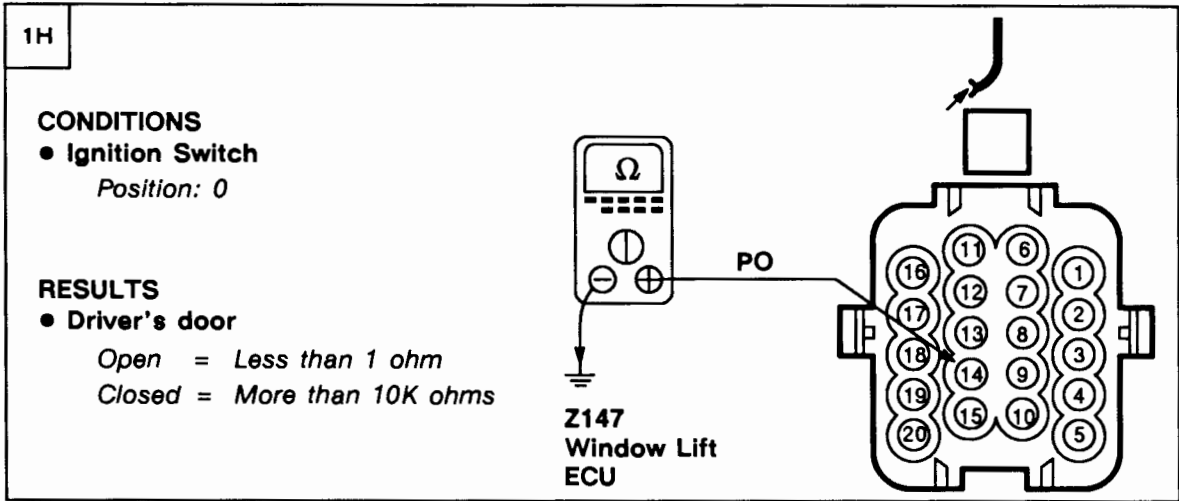 1H
CONDITIONS
● Ignition Switch
Position: 0
RESULTS
● Driver's door
Open = Less than 1 ohm
Closed = More than 10K ohms
Ω
PO
Z147
Window Lift
ECU
16 11 6 1
17 12 7 2
18 13 8 3
19 14 9 4
20 15 10 5